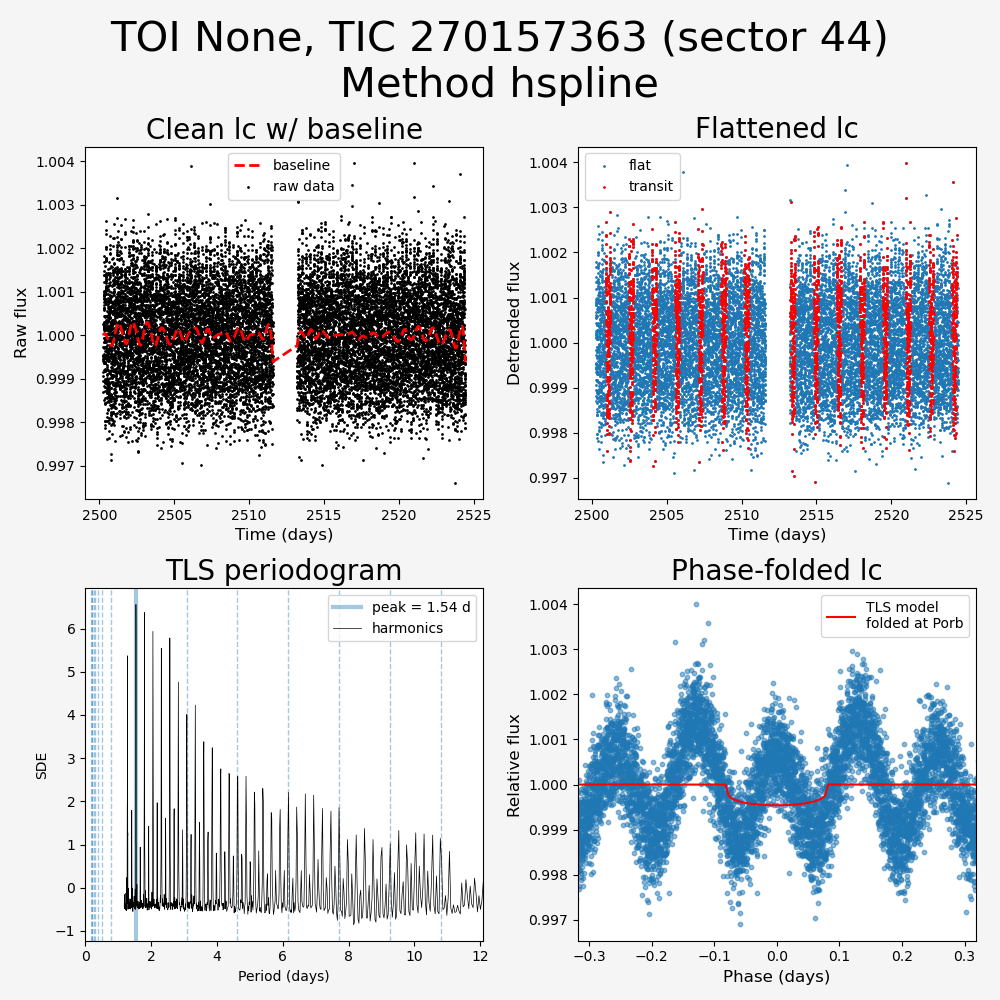 TOI None, TIC 270157363 (sector 44)
Method hspline
Clean lc w/ baseline
baseline
raw data
1.004
1.003
1.002
1.001
1.000
0.999
0.998
0.997
Raw flux
2500
2505
2510
2515
2520
2525
Time (days)
Flattened lc
flat
transit
1.004
1.003
1.002
1.001
1.000
0.999
0.998
0.997
Detrended flux
2500
2505
2510
2515
2520
2525
Time (days)
TLS periodogram
peak = 1.54 d
harmonics
6
5
4
3
2
1
0
−1
SDE
0
2
4
6
8
10
12
Period (days)
Phase-folded lc
TLS model
folded at Porb
1.004
1.003
1.002
1.001
1.000
0.999
0.998
0.997
Relative flux
−0.3
−0.2
−0.1
0.0
0.1
0.2
0.3
Phase (days)